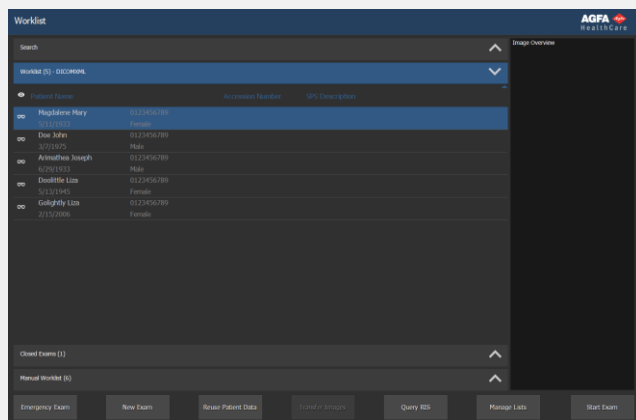 Worklist
AGFA
HealthCare
Search
Image Overview
Worklist (5) - DICOMXML
Patient Name Accession Number SPS Description
Magdalene Mary 0123456789
5/11/1933 Female
Doe John 0123456789
3/7/1975 Male
Arimathea Joseph 0123456789
6/29/1933 Male
Doolittle Liza 0123456789
5/13/1945 Female
Golightly Liza 0123456789
2/15/2006 Female
Closed Exams (1)
Manual Worklist (6)
Emergency Exam New Exam Reuse Patient Data Transfer Images Query RIS Manage Lists Start Exam